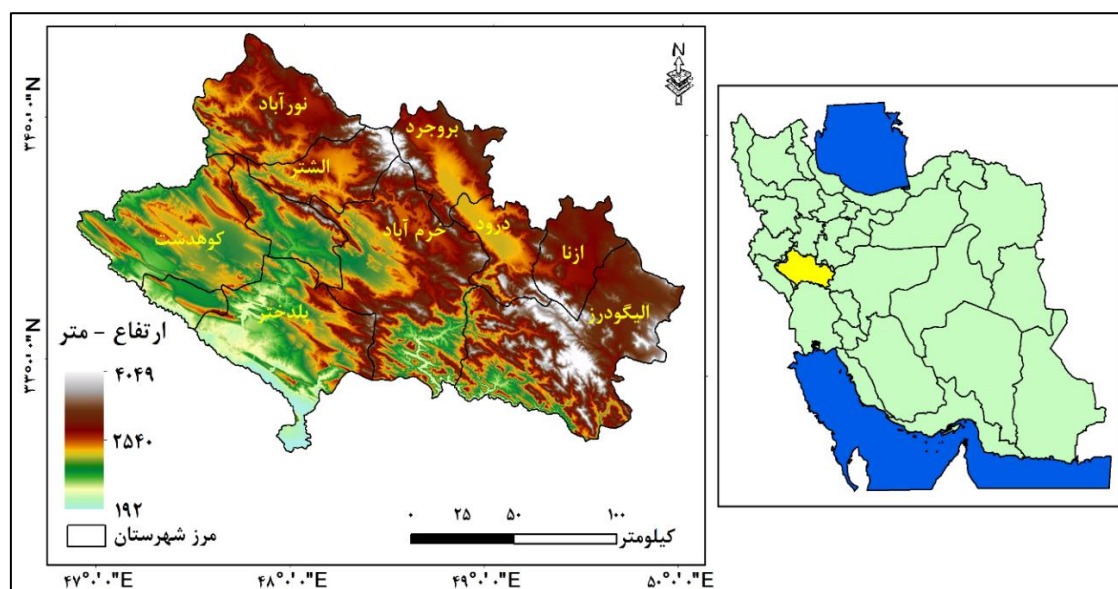 N
نورآباد
بروجرد
الشتر
درود
خرم آباد
ازنا
کوهدشت
الیگودرز
پلدختر
ارتفاع - متر
۴۰۴۹
۲۵۴۰
۱۹۲
مرز شهرستان
۰ ۲۵ ۵۰ ۱۰۰
کیلومتر
۳۴°۰'۰"N
۳۳°۰'۰"N
۴۷°۰'۰"E ۴۸°۰'۰"E ۴۹°۰'۰"E ۵۰°۰'۰"E